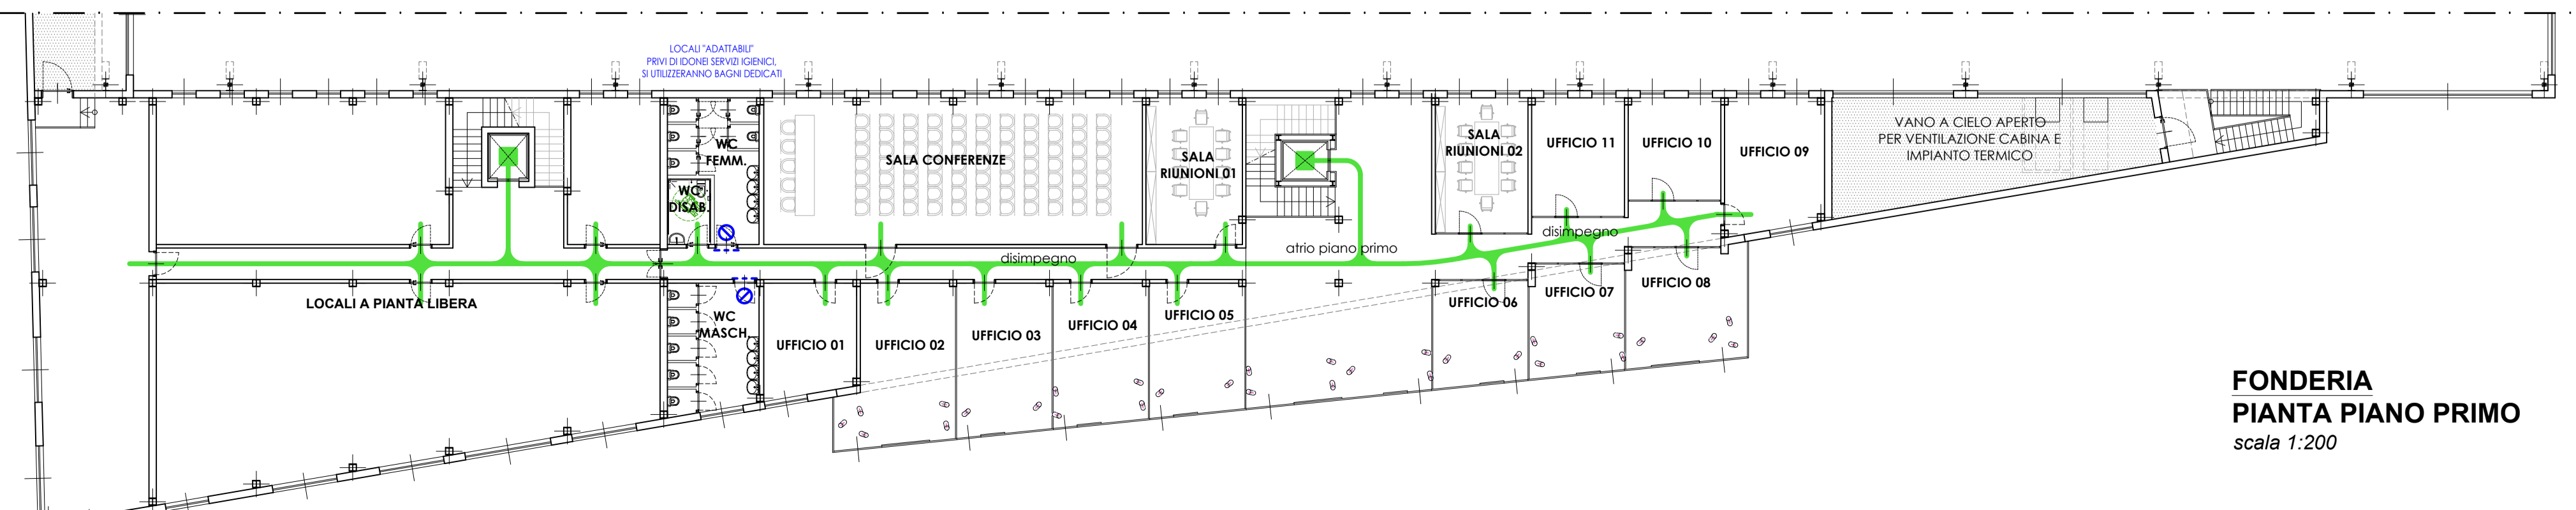 LOCALI "ADATTABILI"
PRIVI DI IDONEI SERVIZI IGIENICI,
SI UTILIZZERANNO BAGNI DEDICATI
WC
FEMM.
WC
DISAB.
SALA CONFERENZE
SALA
RIUNIONI 01
SALA
RIUNIONI 02
UFFICIO 11
UFFICIO 10
UFFICIO 09
VANO A CIELO APERTO
PER VENTILAZIONE CABINA E
IMPIANTO TERMICO
disimpegno
atrio piano primo
disimpegno
LOCALI A PIANTA LIBERA
WC
MASCH.
UFFICIO 01
UFFICIO 02
UFFICIO 03
UFFICIO 04
UFFICIO 05
UFFICIO 06
UFFICIO 07
UFFICIO 08
FONDERIA
PIANTA PIANO PRIMO
scala 1:200